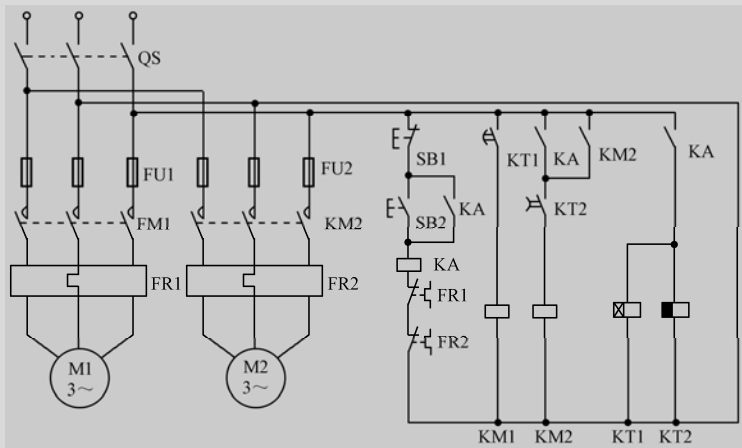 QS
FU1
FU2
FM1
KM2
FR1
FR2
M1
3～
M2
3～
SB1
SB2
KA
KA
FR1
FR2
KT1
KA
KM2
KT2
KA
KM1
KM2
KT1
KT2